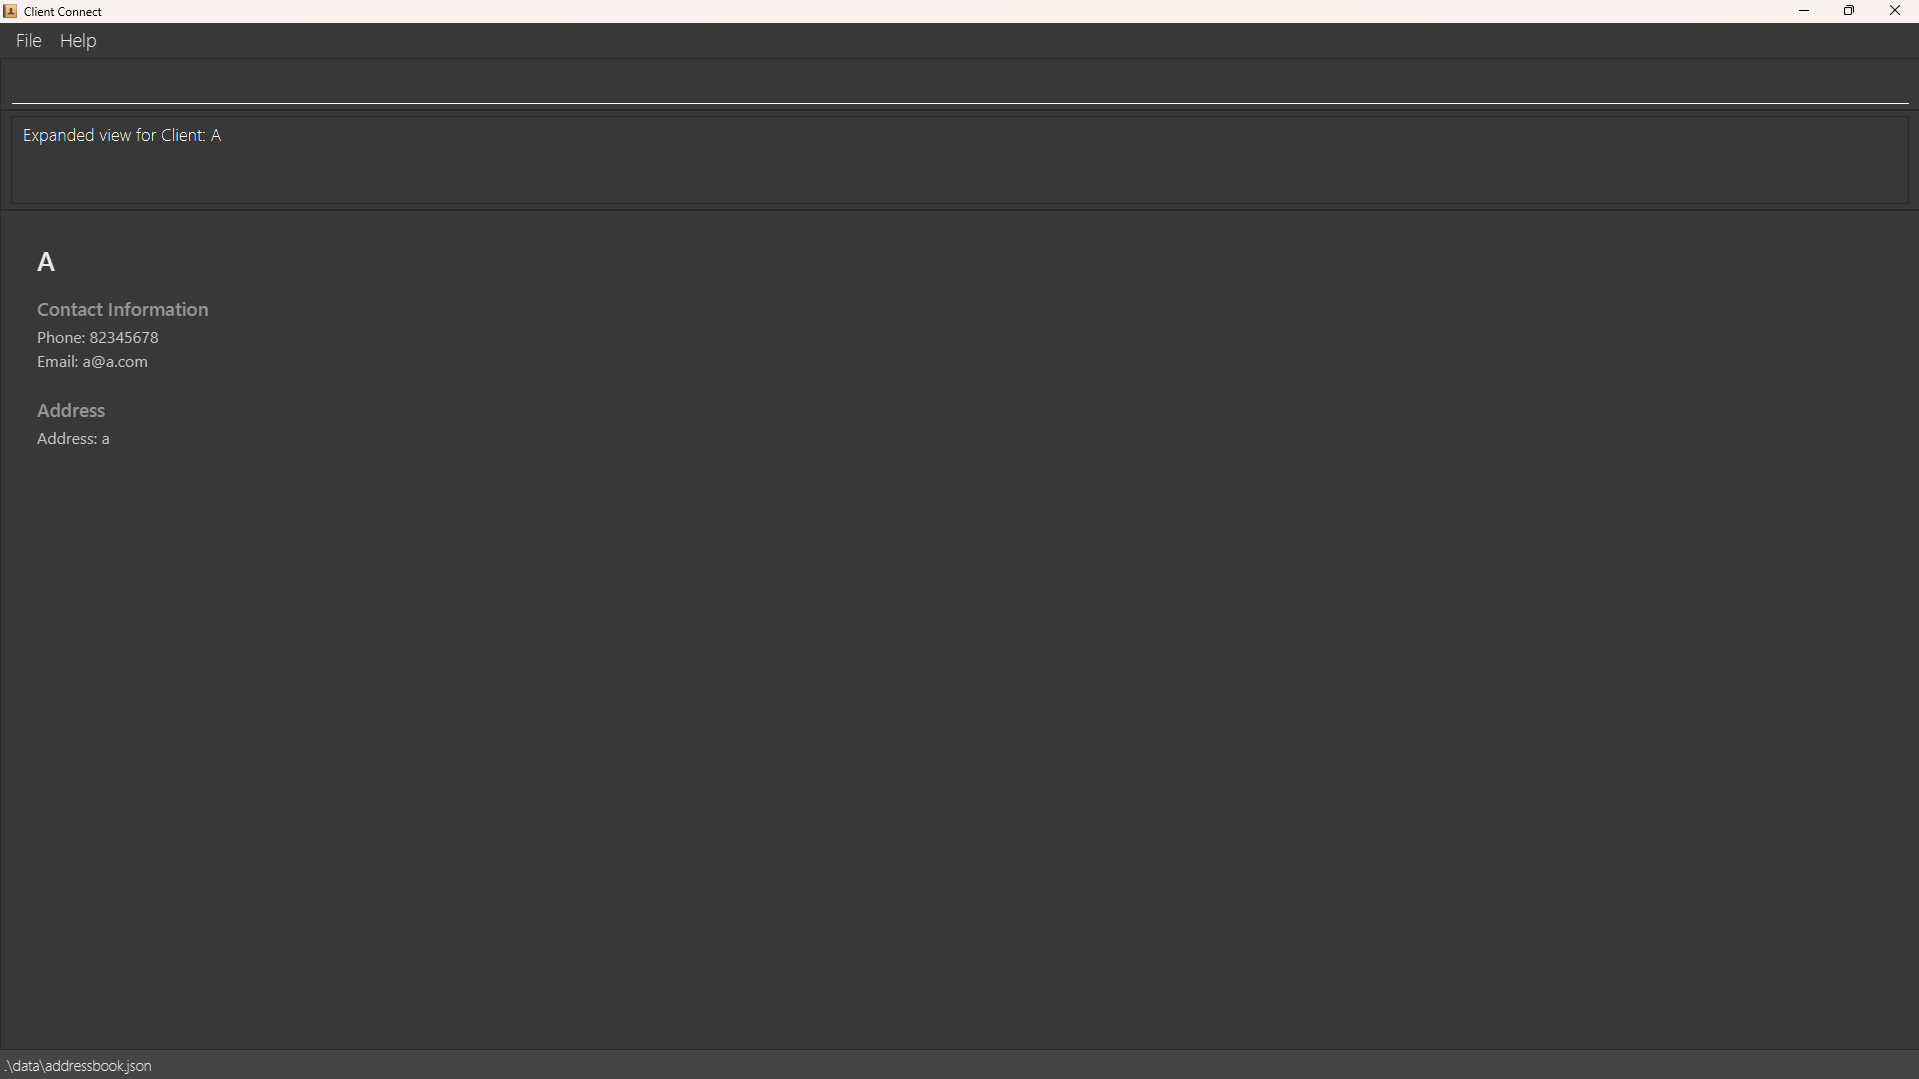 Client Connect
File Help
Expanded view for Client: A
A
Contact Information
Phone: 82345678
Email: a@a.com
Address
Address: a
.\data\addressbook.json